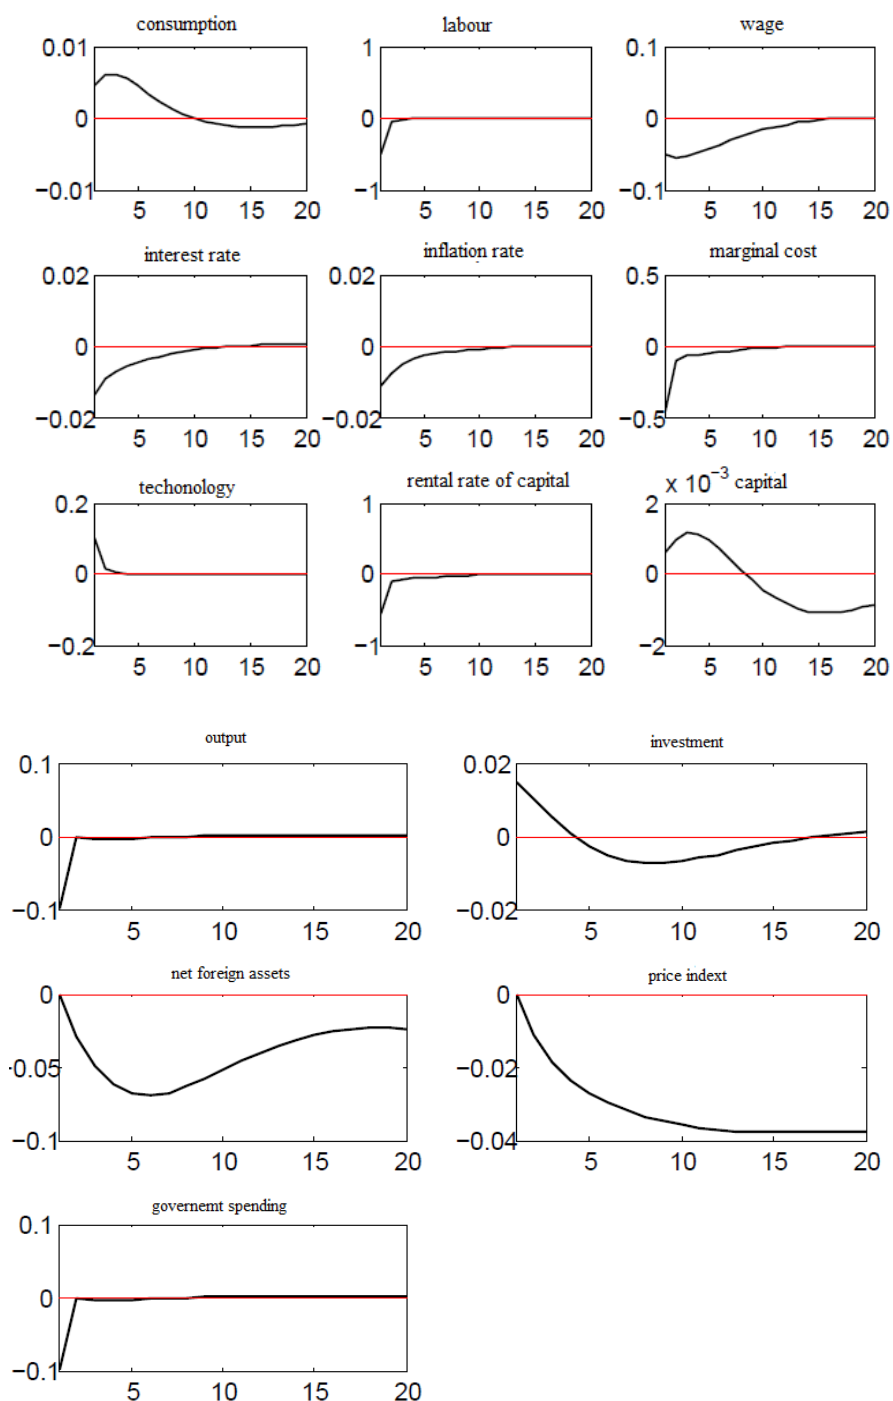 consumption labour wage
0.01 1 0.1
0 0 0
−0.01 −1 −0.1
5 10 15 20 5 10 15 20 5 10 15 20
interest rate inflation rate marginal cost
0.02 0.02 0.5
0 0 0
−0.02 −0.02 −0.5
5 10 15 20 5 10 15 20 5 10 15 20
techonology rental rate of capital x 10−3 capital
0.2 1 2
0 0 0
−0.2 −1 −2
5 10 15 20 5 10 15 20 5 10 15 20
output investment
0.1 0.02
0 0
−0.1 −0.02
5 10 15 20 5 10 15 20
net foreign assets price indext
0 0
-0.05 −0.02
−0.1 −0.04
5 10 15 20 5 10 15 20
governemt spending
0.1
0
−0.1
5 10 15 20